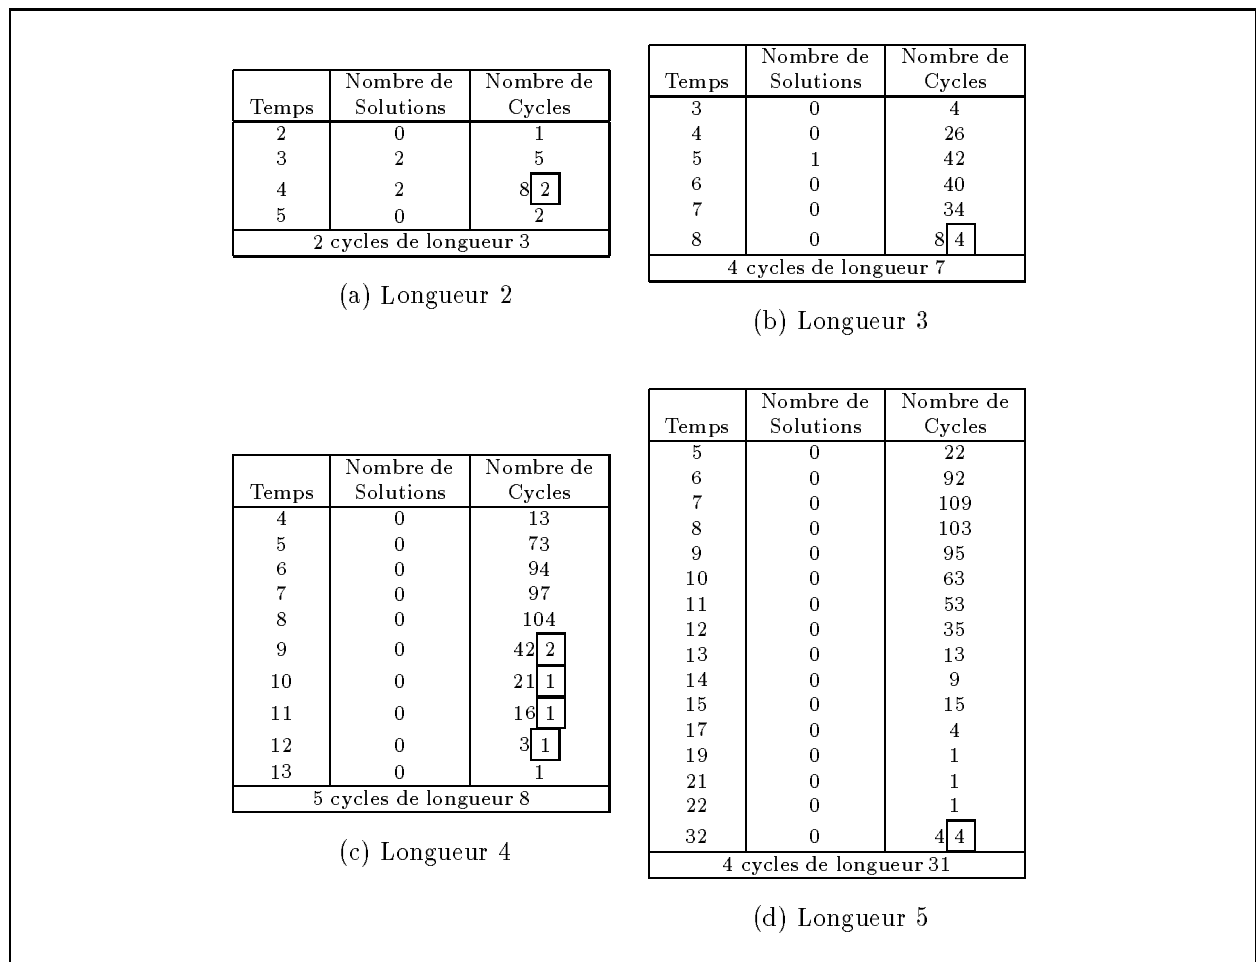 Temps Nombre de Solutions Nombre de Cycles
2 0 1
3 2 5
4 2 8 2
5 0 2
2 cycles de longueur 3
(a) Longueur 2
Temps Nombre de Solutions Nombre de Cycles
3 0 4
4 0 26
5 1 42
6 0 40
7 0 34
8 0 8 4
4 cycles de longueur 7
(b) Longueur 3
Temps Nombre de Solutions Nombre de Cycles
4 0 13
5 0 73
6 0 94
7 0 97
8 0 104
9 0 42 2
10 0 21 1
11 0 16 1
12 0 3 1
13 0 1
5 cycles de longueur 8
(c) Longueur 4
Temps Nombre de Solutions Nombre de Cycles
5 0 22
6 0 92
7 0 109
8 0 103
9 0 95
10 0 63
11 0 53
12 0 35
13 0 13
14 0 9
15 0 15
17 0 4
19 0 1
21 0 1
22 0 1
32 0 4 4
4 cycles de longueur 31
(d) Longueur 5